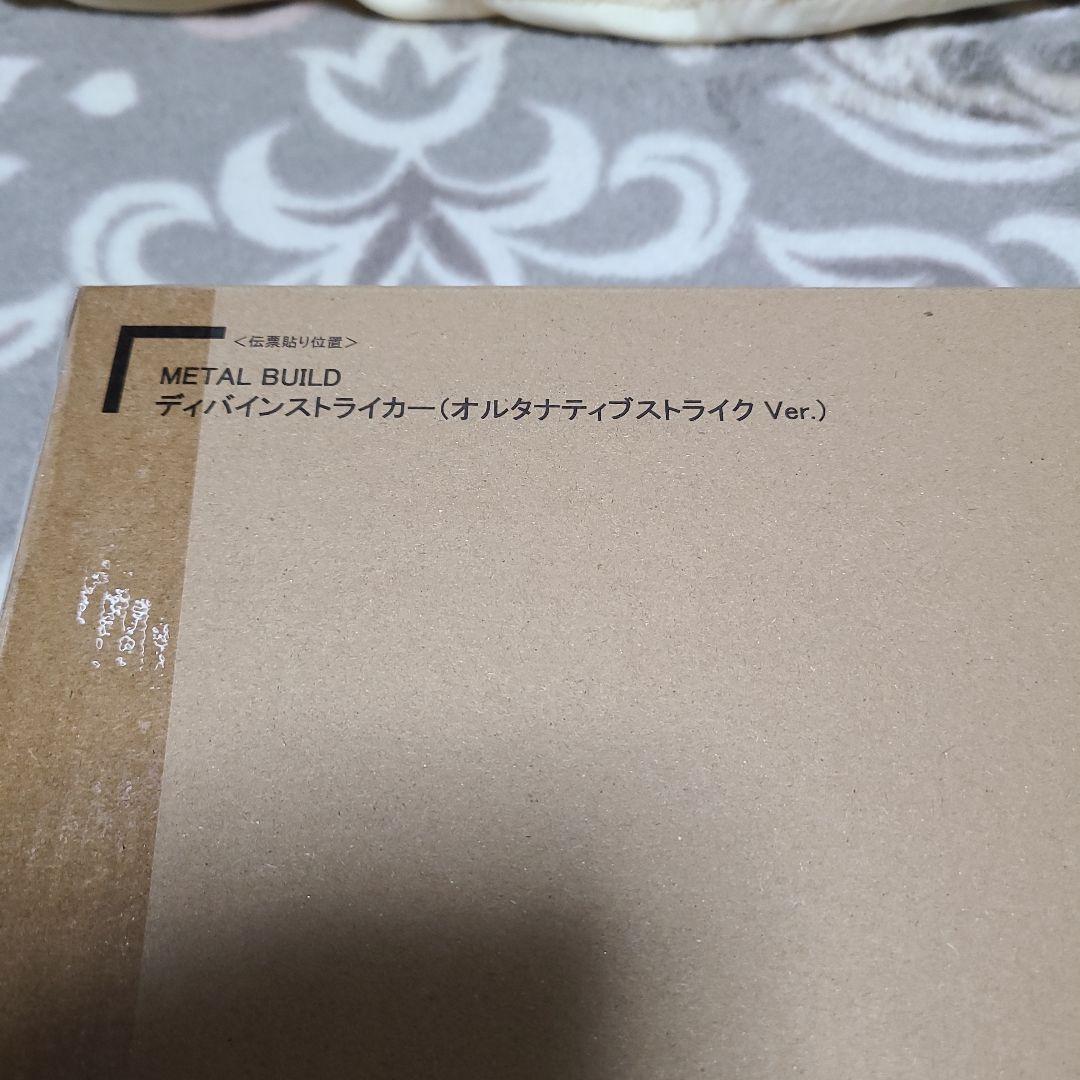 ＜伝票貼り位置＞
METAL BUILD
ディバインストライカー（オルタナティブストライク Ver.）